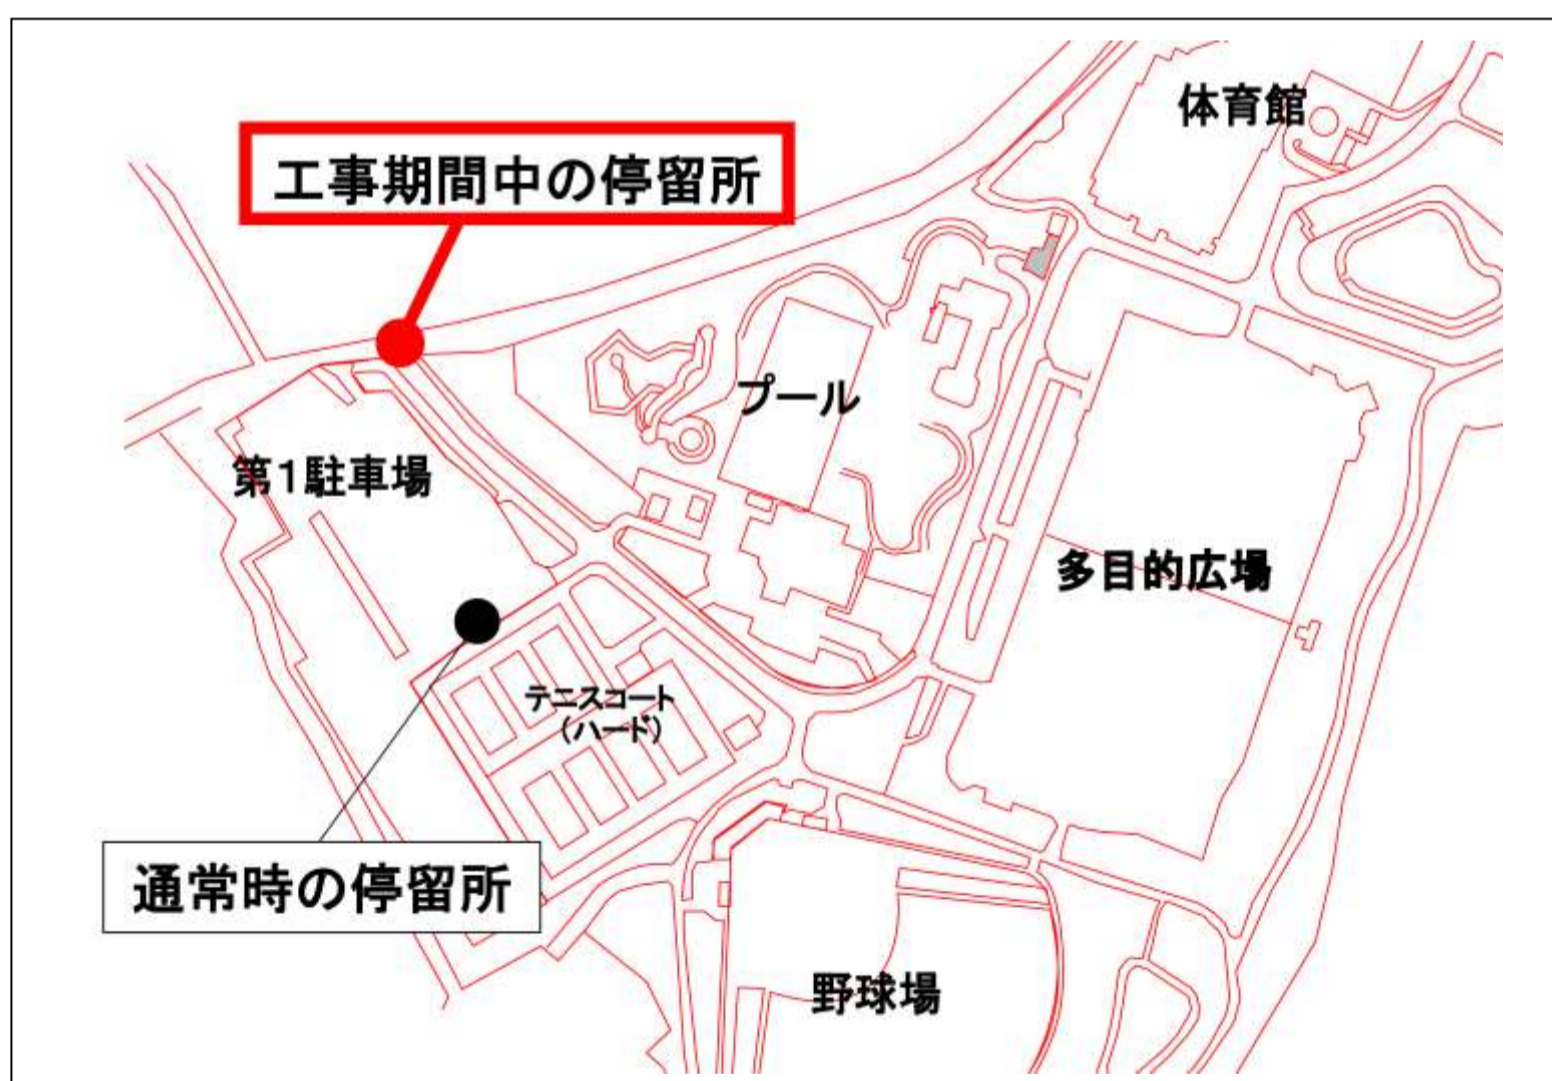 体育館
工事期間中の停留所
プール
第1駐車場
多目的広場
テニスコート
(ハード)
通常時の停留所
野球場